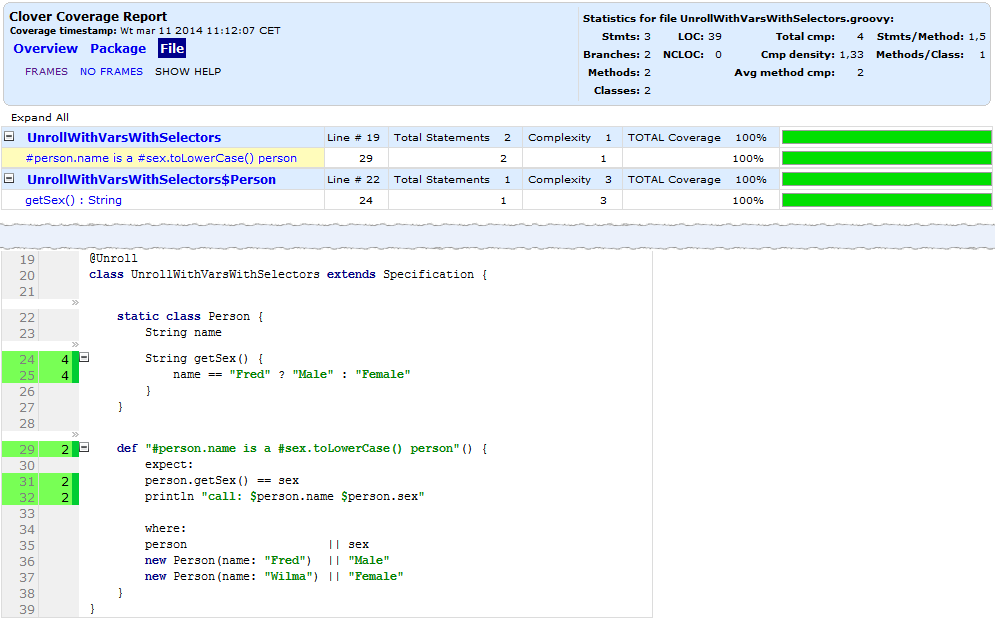 Clover Coverage Report
Coverage timestamp: Wt mar 11 2014 11:12:07 CET
Overview Package File
FRAMES NO FRAMES SHOW HELP
Statistics for file UnrollWithVarsWithSelectors.groovy:
Stmts: 3 LOC: 39 Total cmp: 4 Stmts/Method: 1,5
Branches: 2 NCLOC: 0 Cmp density: 1,33 Methods/Class: 1
Methods: 2 Avg method cmp: 2
Classes: 2
Expand All
UnrollWithVarsWithSelectors Line # 19 Total Statements 2 Complexity 1 TOTAL Coverage 100%
#person.name is a #sex.toLowerCase() person 29 2 1 100%
UnrollWithVarsWithSelectors$Person Line # 22 Total Statements 1 Complexity 3 TOTAL Coverage 100%
getSex() : String 24 1 3 100%
19 @Unroll
20 class UnrollWithVarsWithSelectors extends Specification {
21
»
22 static class Person {
23 String name
»
24 4 String getSex() {
25 4 name == "Fred" ? "Male" : "Female"
26 }
27 }
28
»
29 2 def "#person.name is a #sex.toLowerCase() person"() {
30 expect:
31 2 person.getSex() == sex
32 2 println "call: $person.name $person.sex"
33
34 where:
35 person || sex
36 new Person(name: "Fred") || "Male"
37 new Person(name: "Wilma") || "Female"
38 }
39 }